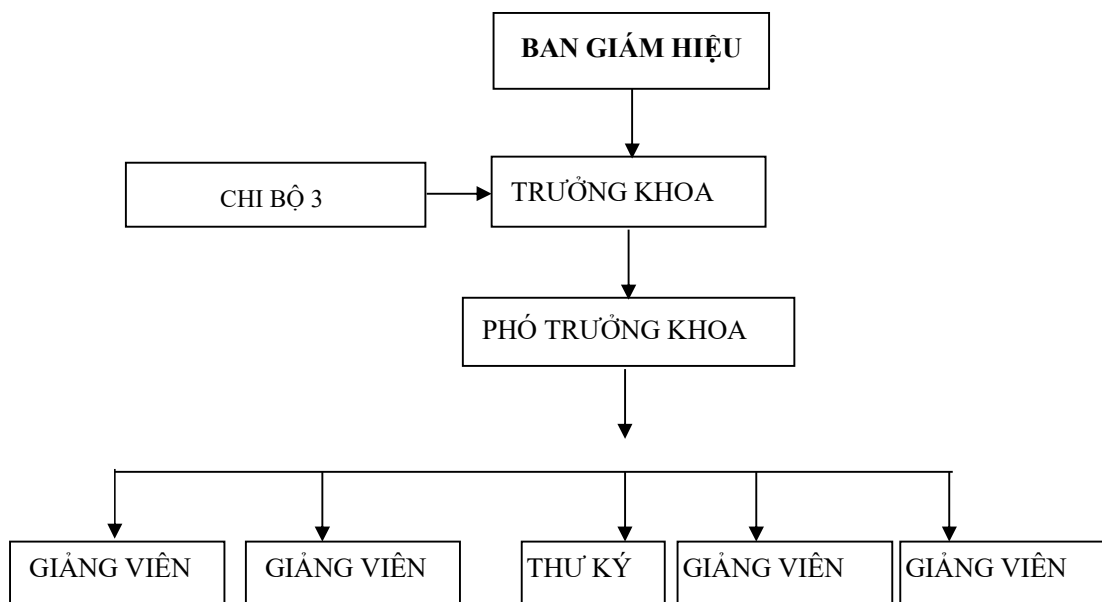 BAN GIÁM HIỆU
CHI BỘ 3
TRƯỞNG KHOA
PHÓ TRƯỞNG KHOA
GIẢNG VIÊN
GIẢNG VIÊN
THƯ KÝ
GIẢNG VIÊN
GIẢNG VIÊN